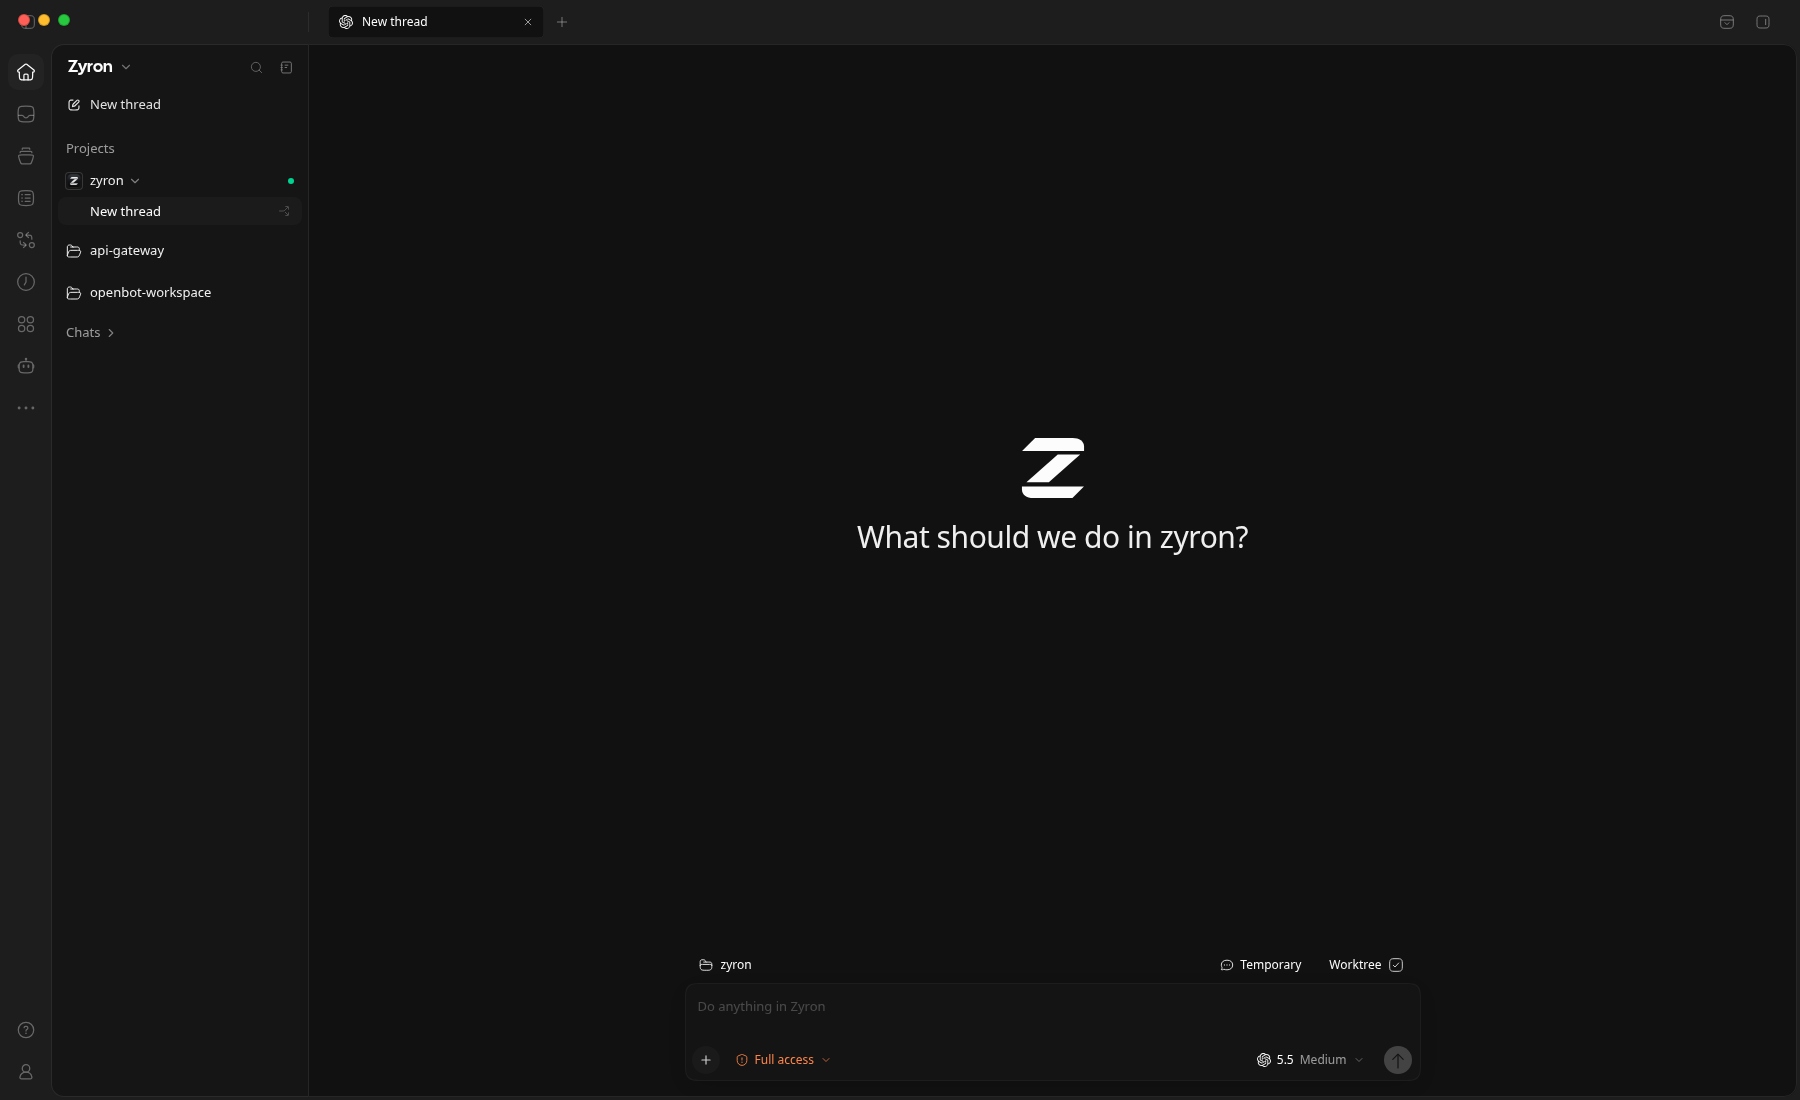 New thread
Zyron
New thread
Projects
zyron
New thread
api-gateway
openbot-workspace
Chats
What should we do in zyron?
zyron
Temporary
Worktree
Do anything in Zyron
Full access
5.5 Medium